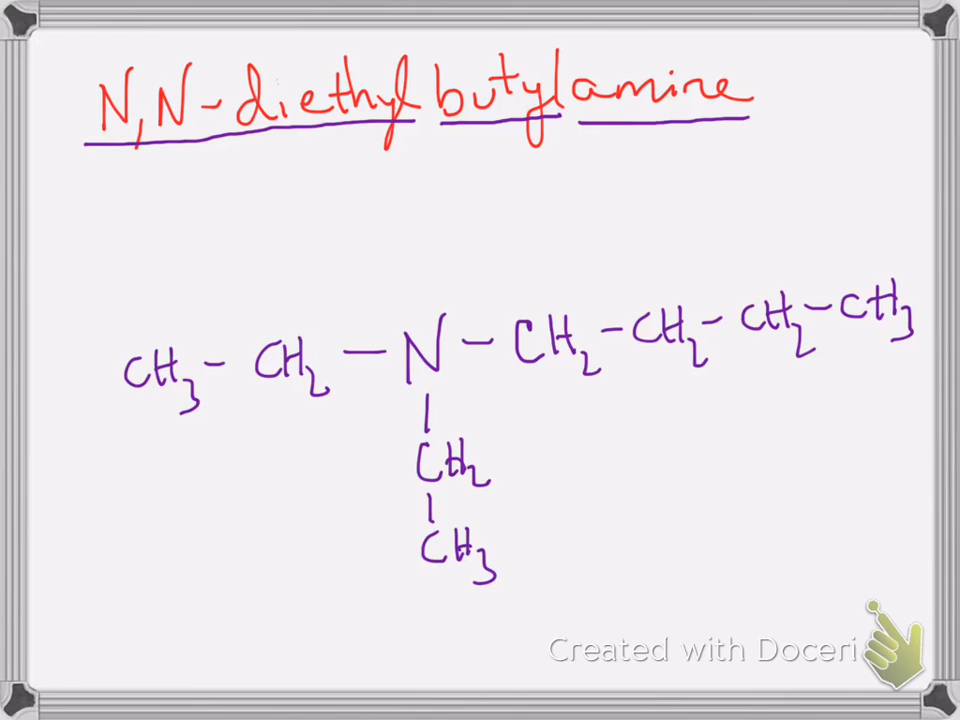 N,N-diethyl butylamine
CH3 - CH2 - N - CH2 - CH2 - CH2 - CH3
CH2
CH3
Created with Doceri